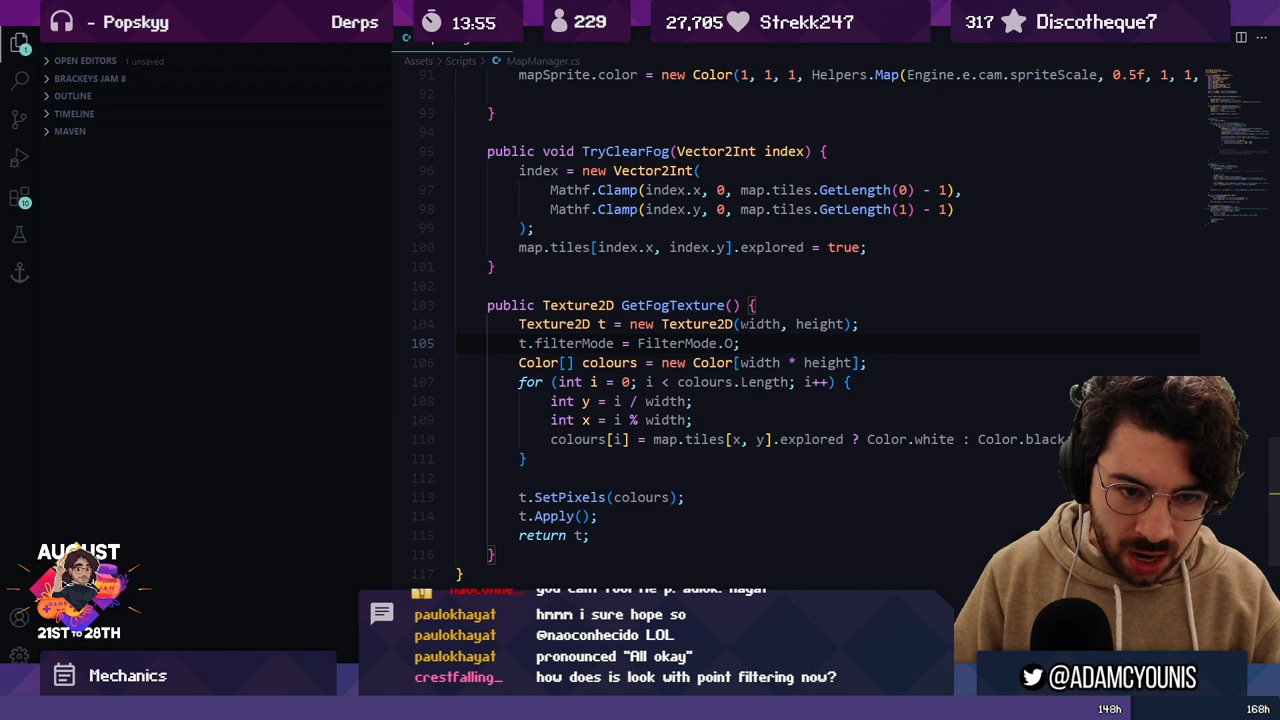 - Popskyy
Derps
13:55
229
27,705
Strekk247
317
Discotheque7
1
10
OPEN EDITORS 1 unsaved
BRACKEYS JAM 8
OUTLINE
TIMELINE
MAVEN
Assets > Scripts > MapManager.cs
91 mapSprite.color = new Color(1, 1, 1, Helpers.Map(Engine.e.cam.spriteScale, 0.5f, 1, 1,
92
93 }
94
95 public void TryClearFog(Vector2Int index) {
96 index = new Vector2Int(
97 Mathf.Clamp(index.x, 0, map.tiles.GetLength(0) - 1),
98 Mathf.Clamp(index.y, 0, map.tiles.GetLength(1) - 1)
99 );
100 map.tiles[index.x, index.y].explored = true;
101 }
102
103 public Texture2D GetFogTexture() {
104 Texture2D t = new Texture2D(width, height);
105 t.filterMode = FilterMode.O;
106 Color[] colours = new Color[width * height];
107 for (int i = 0; i < colours.Length; i++) {
108 int y = i / width;
109 int x = i % width;
110 colours[i] = map.tiles[x, y].explored ? Color.white : Color.black
111 }
112
113 t.SetPixels(colours);
114 t.Apply();
115 return t;
116 }
117 }
AUGUST
21ST TO 28TH
paulokhayat hmmm i sure hope so
paulokhayat @naoconhecido LOL
paulokhayat pronounced "All okay"
crestfalling_ how does is look with point filtering now?
Mechanics
@ADAMCYOUNIS
148h
168h